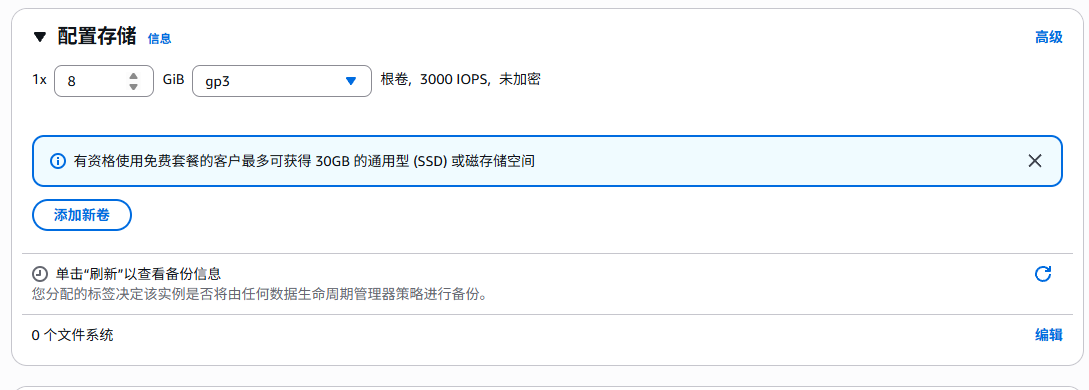 配置存储 信息 高级
1x 8 GiB gp3 根卷, 3000 IOPS, 未加密
有资格使用免费套餐的客户最多可获得 30GB 的通用型 (SSD) 或磁存储空间
添加新卷
单击“刷新”以查看备份信息
您分配的标签决定该实例是否将由任何数据生命周期管理器策略进行备份。
0 个文件系统 编辑